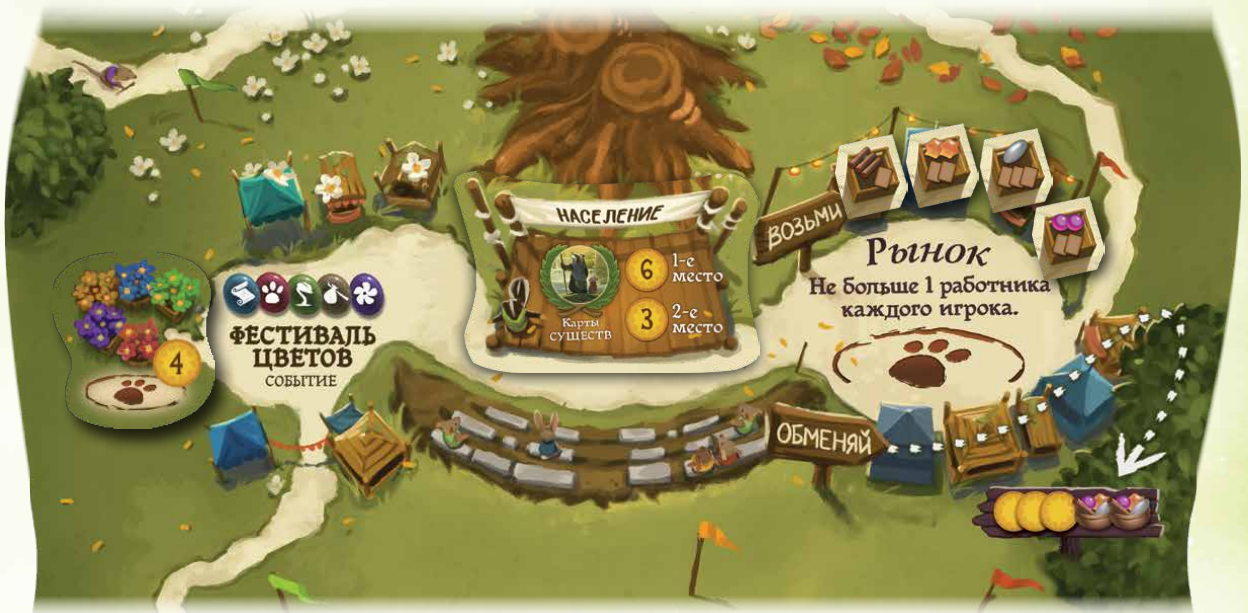 НАСЕЛЕНИЕ
6 1-е
место
3 2-е
место
Карты
существ
4
ФЕСТИВАЛЬ
ЦВЕТОВ
СОБЫТИЕ
ВОЗЬМИ
Рынок
Не больше 1 работника
каждого игрока.
ОБМЕНЯЙ